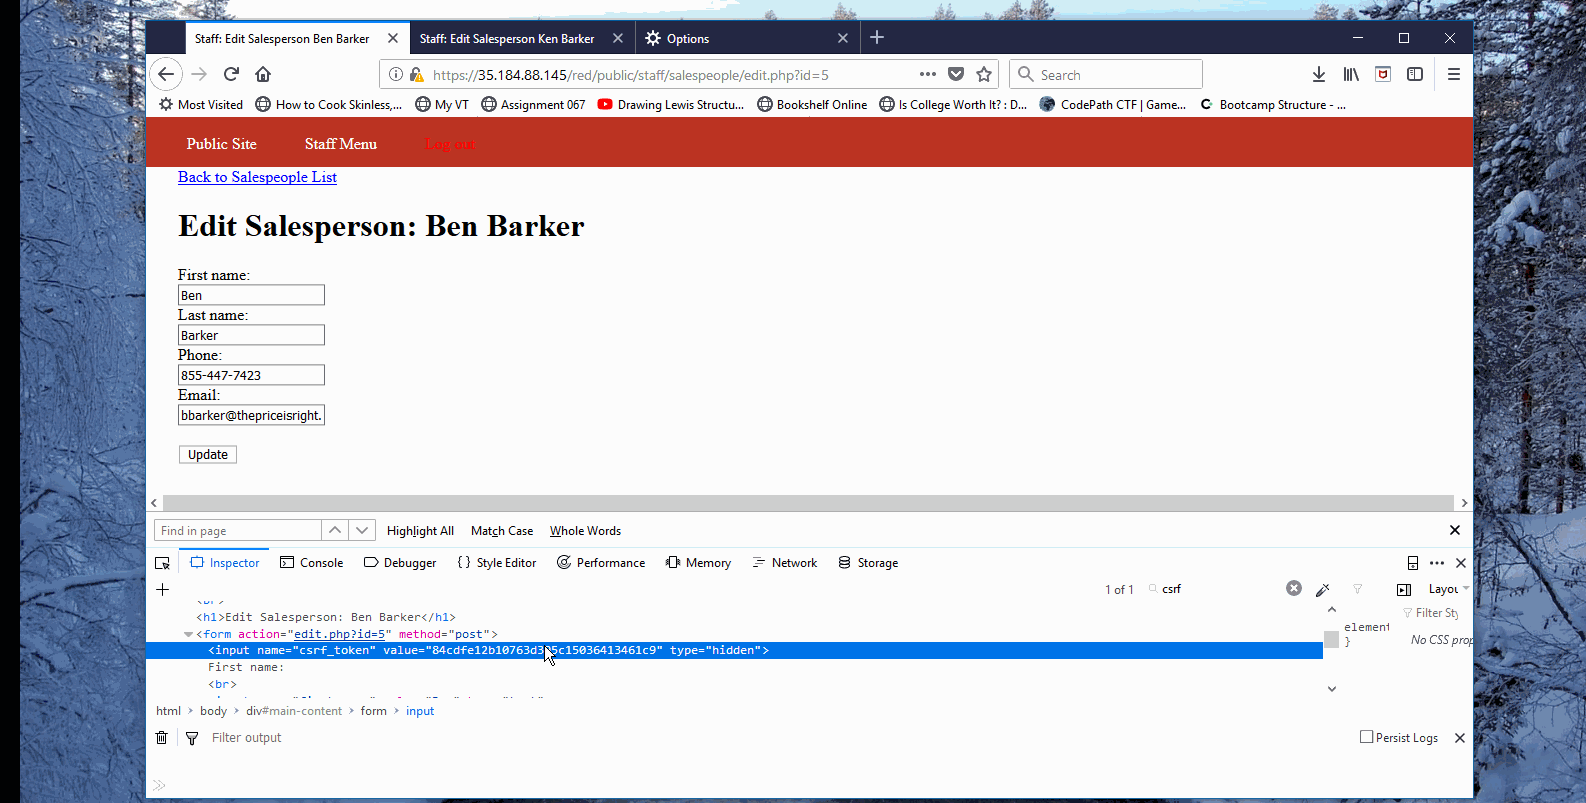 Staff: Edit Salesperson Ben Barker
Staff: Edit Salesperson Ken Barker
Options
https://35.184.88.145/red/public/staff/salespeople/edit.php?id=5
Search
Most Visited
How to Cook Skinless,...
My VT
Assignment 067
Drawing Lewis Structu...
Bookshelf Online
Is College Worth It? : D...
CodePath CTF | Game...
Bootcamp Structure - ...
Public Site Staff Menu Log out
Back to Salespeople List
Edit Salesperson: Ben Barker
First name:
Ben
Last name:
Barker
Phone:
855-447-7423
Email:
bbarker@thepriceisright.
Update
Find in page Highlight All Match Case Whole Words
Inspector Console Debugger Style Editor Performance Memory Network Storage
1 of 1 csrf Layou
<br>
<h1>Edit Salesperson: Ben Barker</h1>
<form action="edit.php?id=5" method="post">
<input name="csrf_token" value="84cdfe12b10763d3 5c15036413461c9" type="hidden">
First name:
<br>
Filter Sty
element
}
No CSS prop
html > body > div#main-content > form > input
Filter output Persist Logs